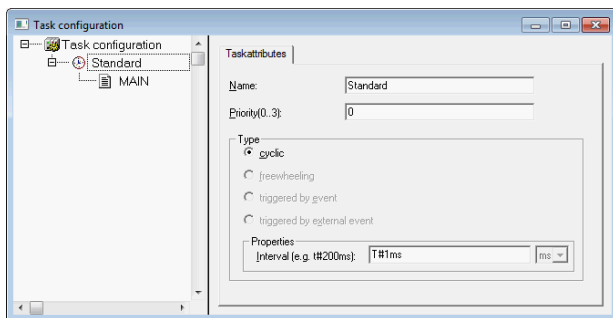 Task configuration
Task configuration
Standard
MAIN
Taskattributes
Name: Standard
Priority(0..3): 0
Type
cyclic
freewheeling
triggered by event
triggered by external event
Properties
Interval (e.g. t#200ms): T#1ms ms